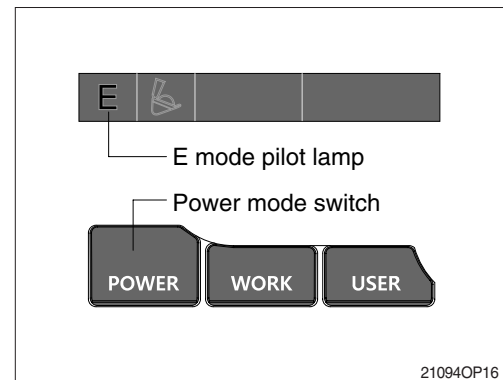 E
E mode pilot lamp
Power mode switch
POWER WORK USER
21094OP16